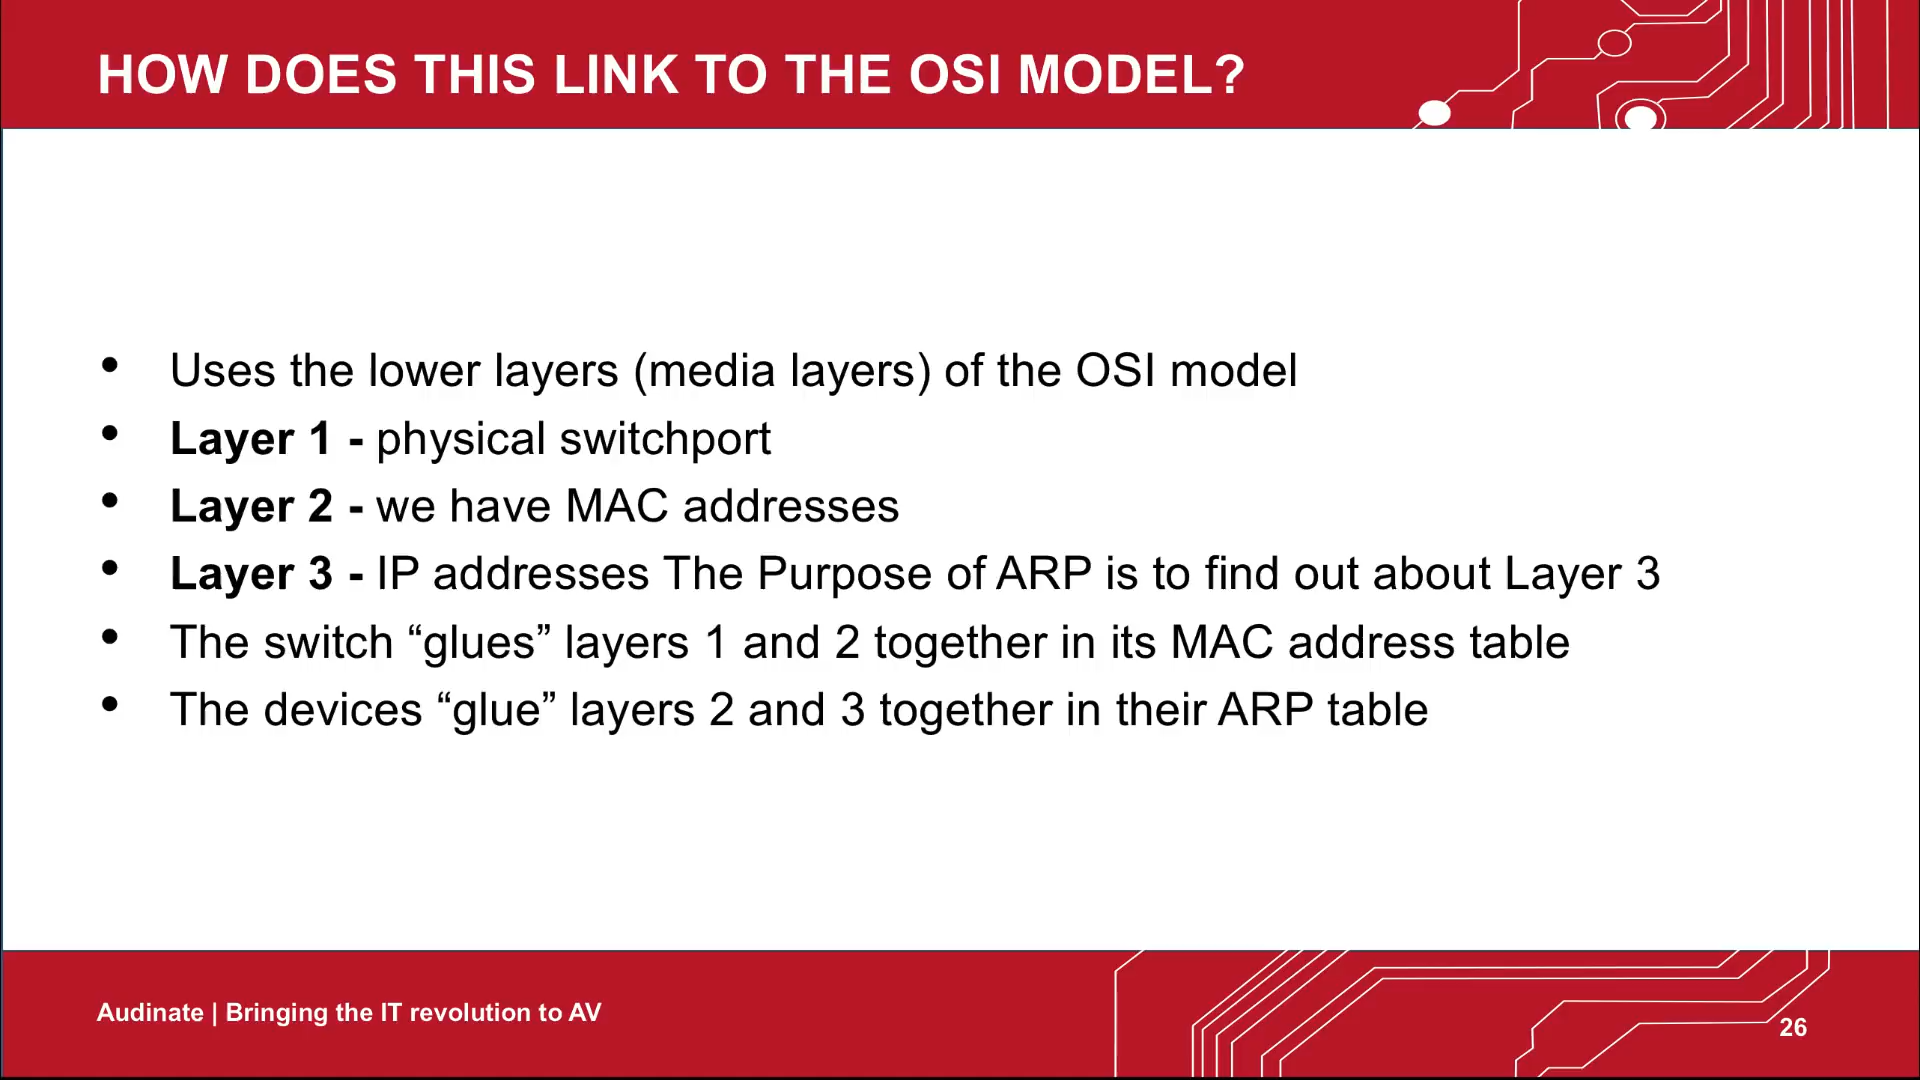 HOW DOES THIS LINK TO THE OSI MODEL?
• Uses the lower layers (media layers) of the OSI model
• Layer 1 - physical switchport
• Layer 2 - we have MAC addresses
• Layer 3 - IP addresses The Purpose of ARP is to find out about Layer 3
• The switch “glues” layers 1 and 2 together in its MAC address table
• The devices “glue” layers 2 and 3 together in their ARP table
Audinate | Bringing the IT revolution to AV
26